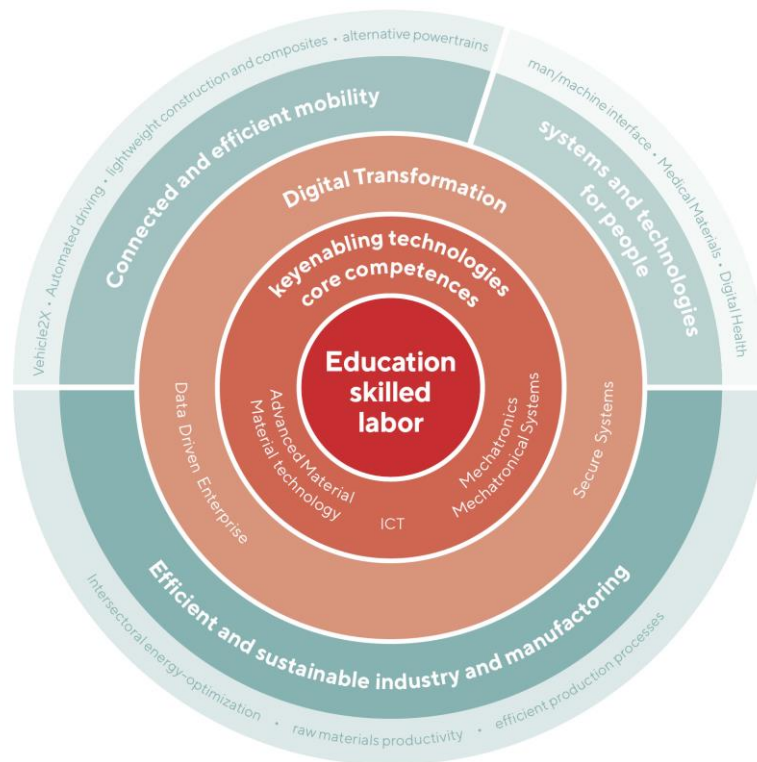 Vehicle2X • Automated driving • lightweight construction and composites • alternative powertrains
man/machine interface • Medical Materials • Digital Health
Connected and efficient mobility
systems and technologies
for people
Digital Transformation
keyenabling technologies
core competences
Education
skilled
labor
Data Driven Enterprise
Advanced Material
Material technology
ICT
Mechatronics
Mechatronical Systems
Secure Systems
Efficient and sustainable industry and manufactoring
Intersectoral energy-optimization • raw materials productivity • efficient production processes